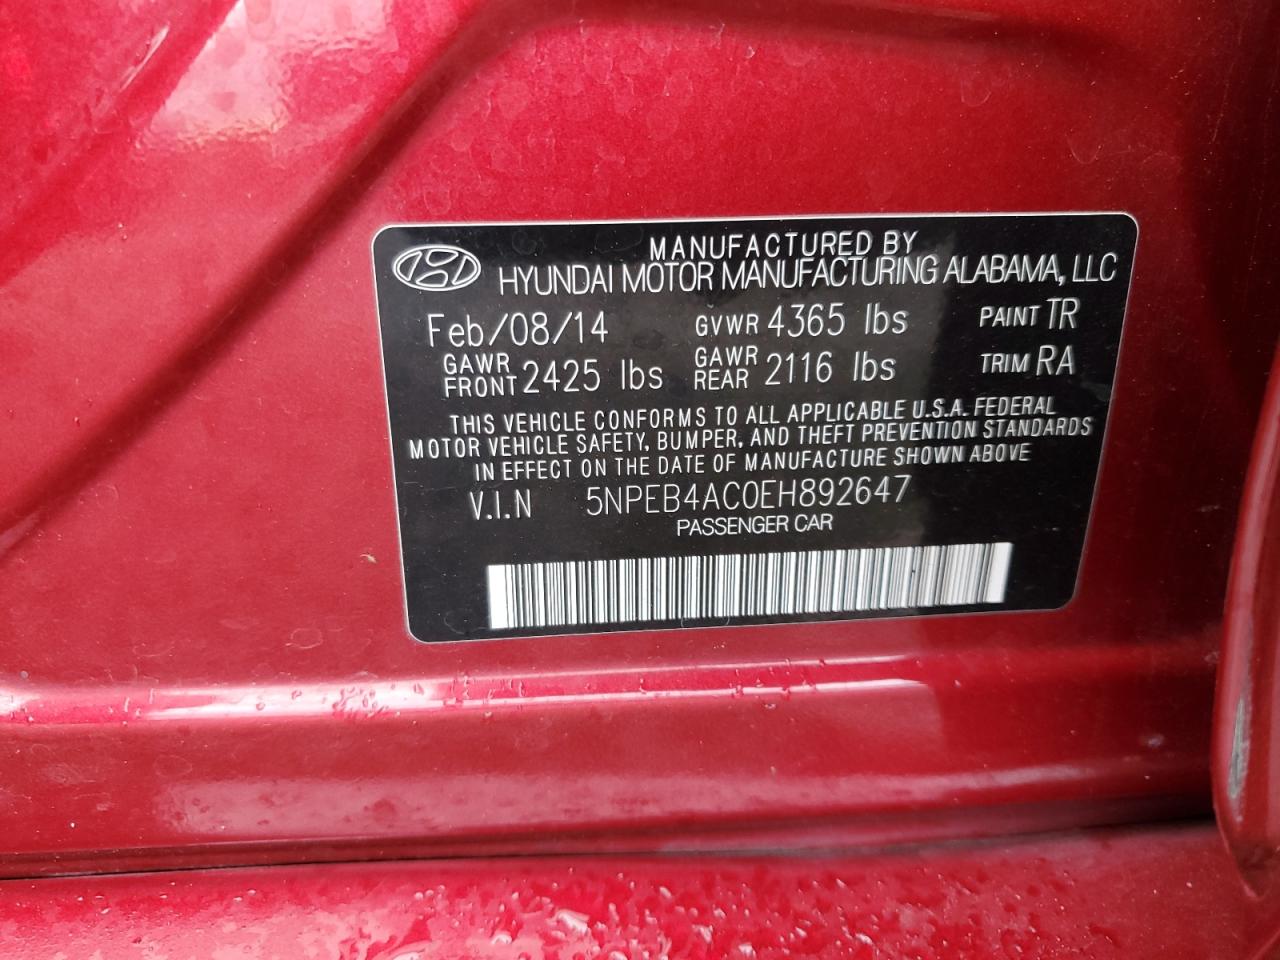 MANUFACTURED BY
HYUNDAI MOTOR MANUFACTURING ALABAMA, LLC
Feb/08/14 GVWR 4365 lbs PAINT TR
GAWR FRONT 2425 lbs GAWR REAR 2116 lbs TRIM RA
THIS VEHICLE CONFORMS TO ALL APPLICABLE U.S.A. FEDERAL
MOTOR VEHICLE SAFETY, BUMPER, AND THEFT PREVENTION STANDARDS
IN EFFECT ON THE DATE OF MANUFACTURE SHOWN ABOVE
V.I.N 5NPEB4AC0EH892647
PASSENGER CAR